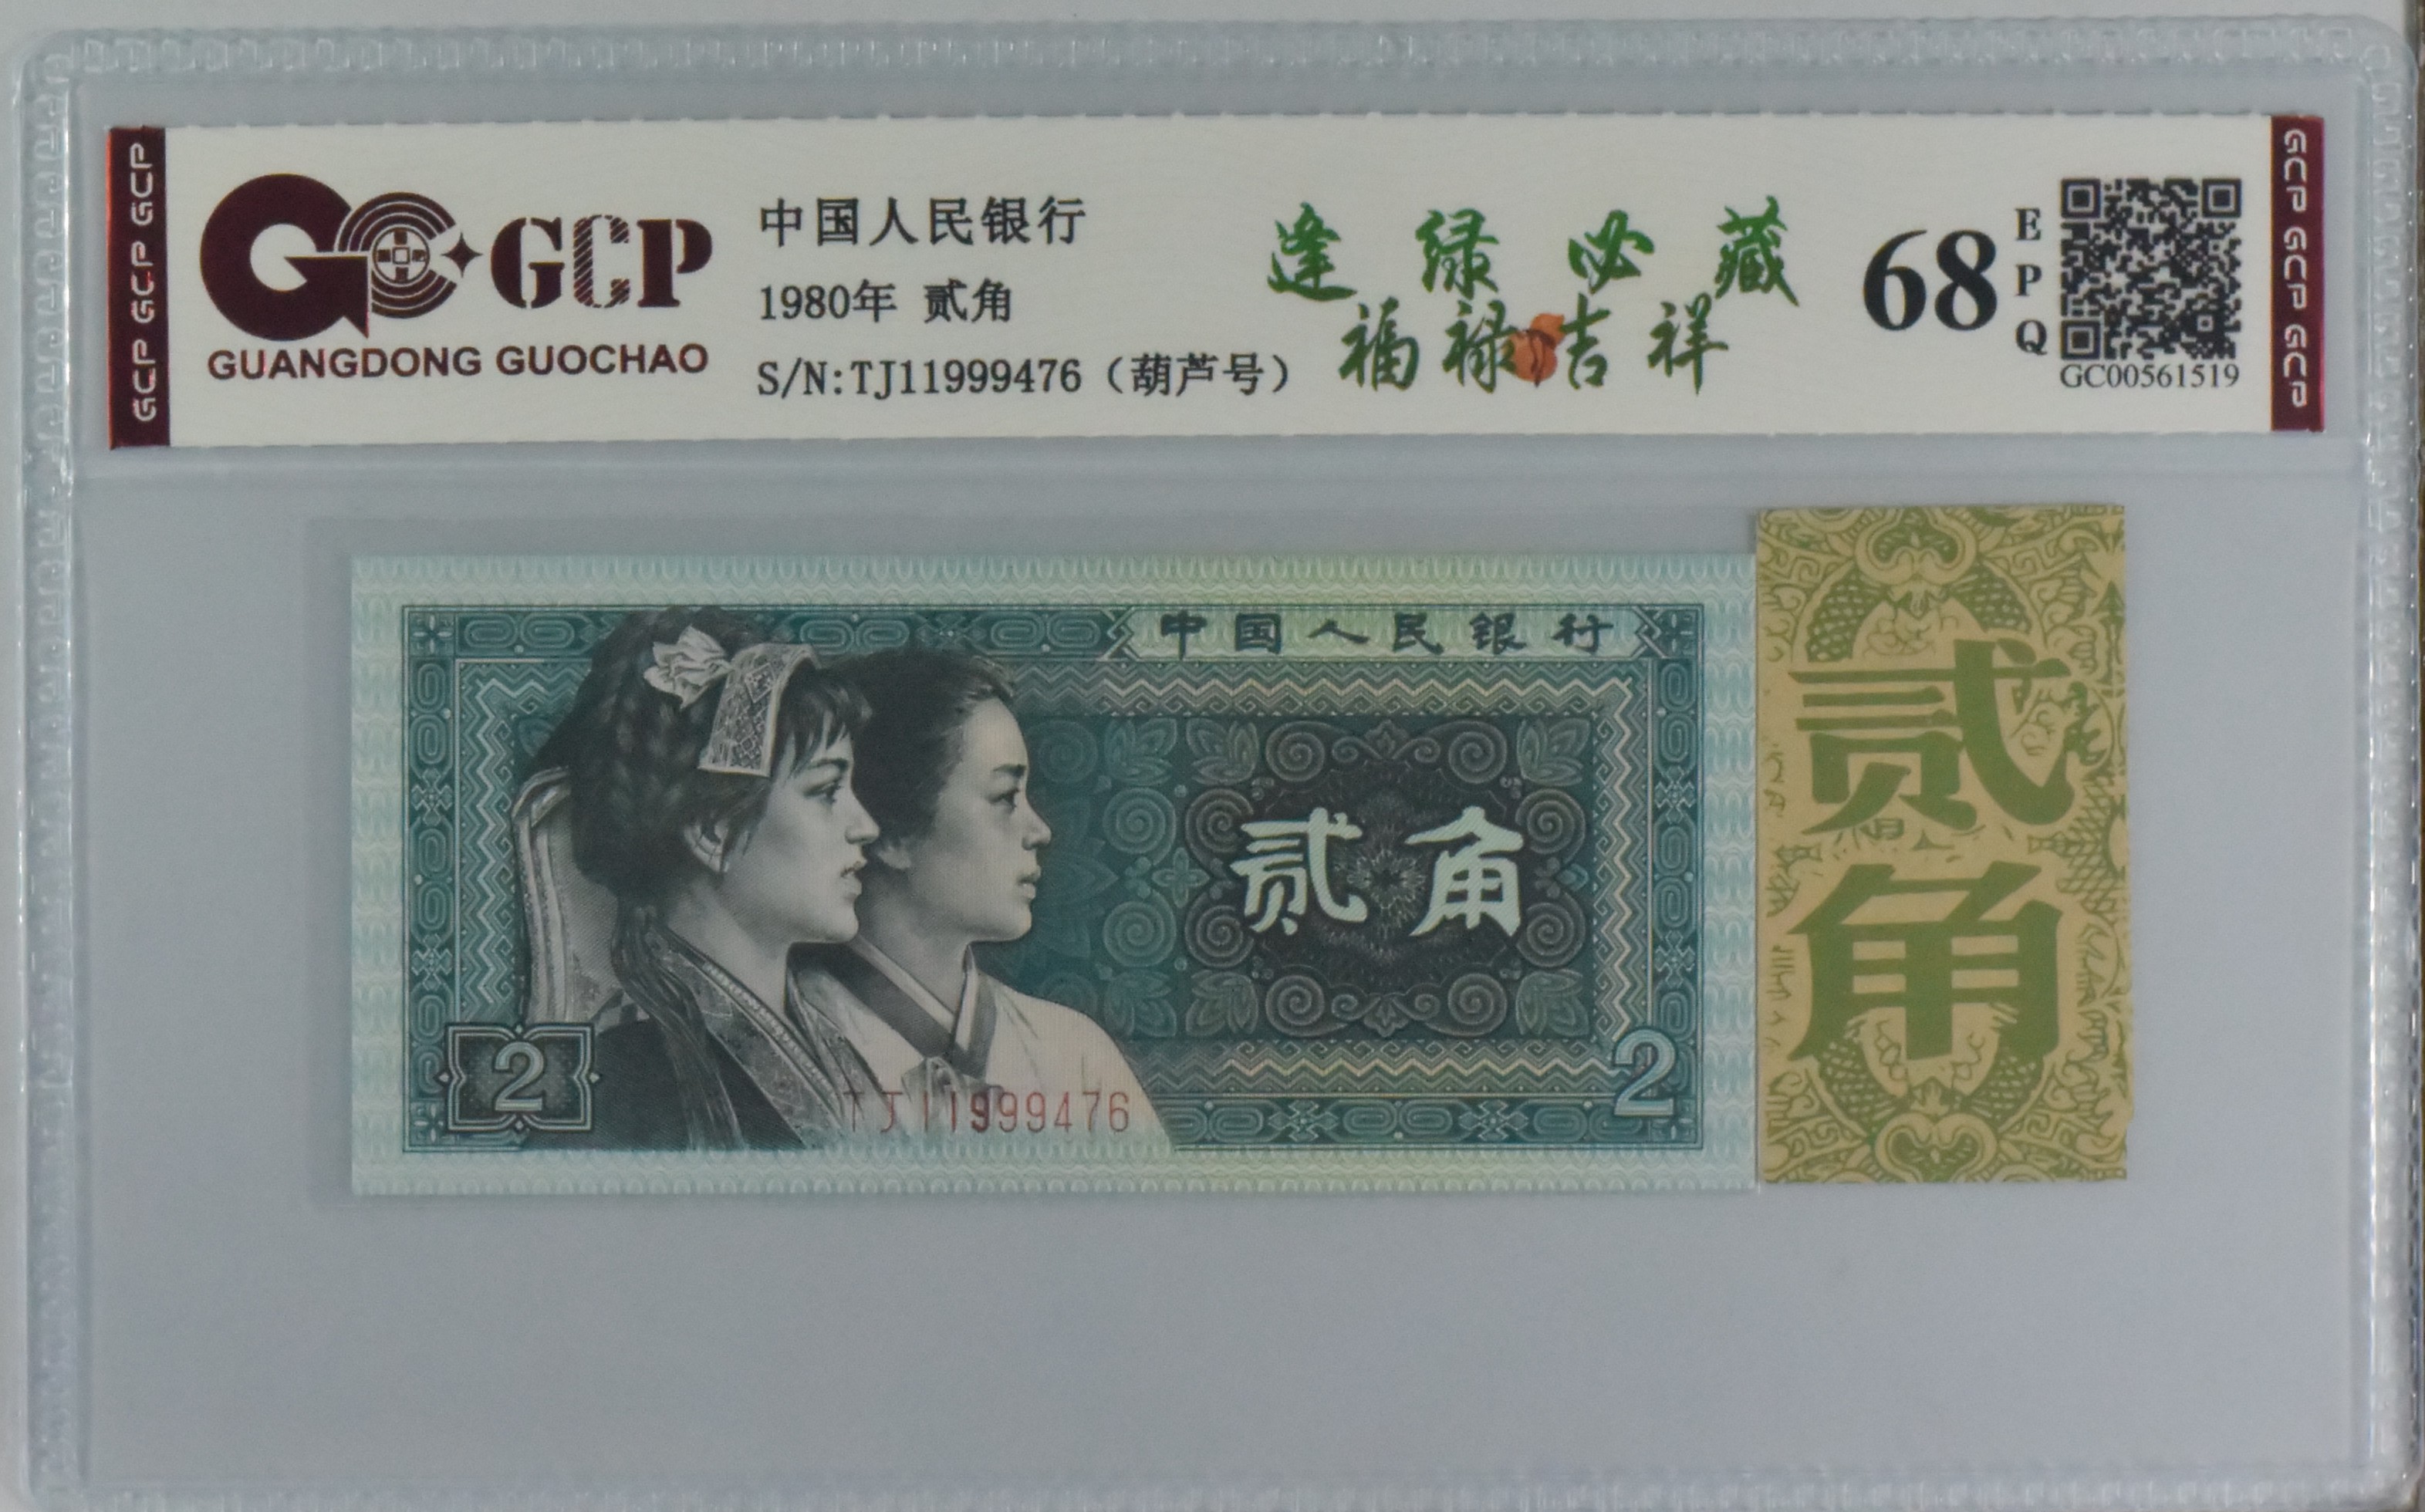 GCP GCP GCP
GCP
GUANGDONG GUOCHAO
中国人民银行
1980年 贰角
S/N:TJ11999476（葫芦号）
逢绿必藏
福禄吉祥
68
EPQ
GC00561519
GCP GCP GCP
中国人民银行
贰角
2
2
TJ11999476
贰角